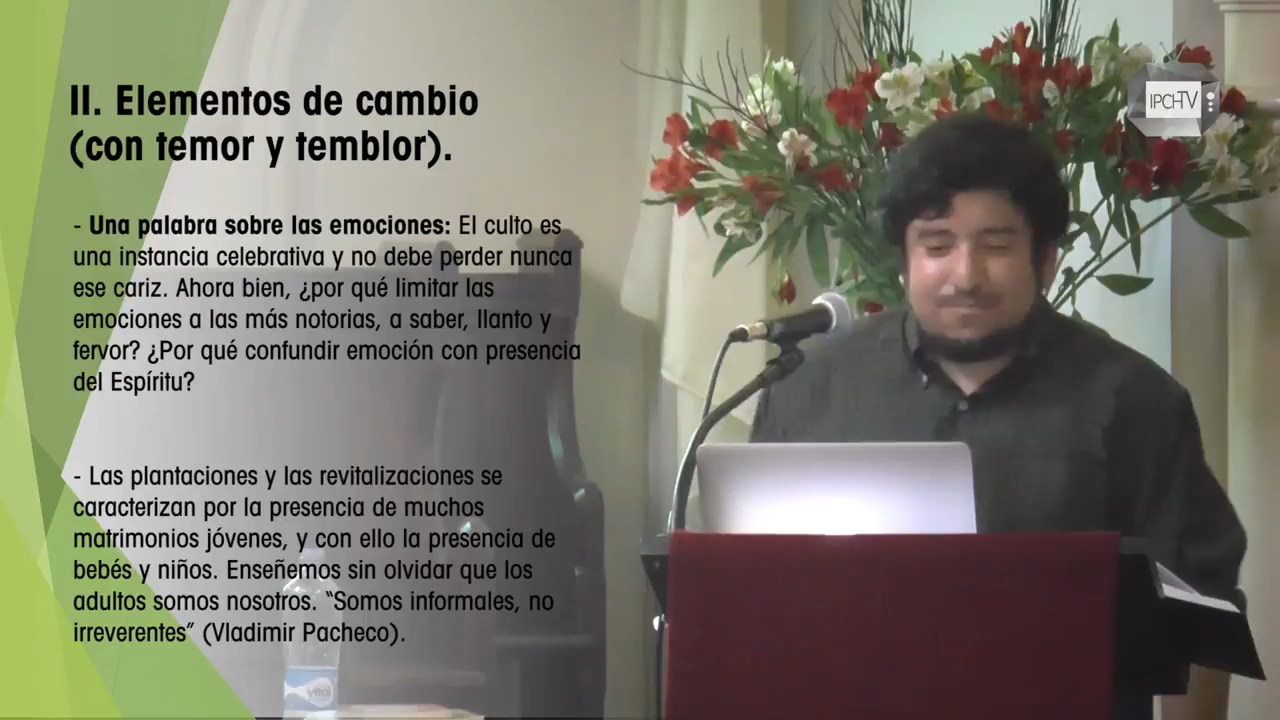 II. Elementos de cambio
(con temor y temblor).
- Una palabra sobre las emociones: El culto es
una instancia celebrativa y no debe perder nunca
ese cariz. Ahora bien, ¿por qué limitar las
emociones a las más notorias, a saber, llanto y
fervor? ¿Por qué confundir emoción con presencia
del Espíritu?
- Las plantaciones y las revitalizaciones se
caracterizan por la presencia de muchos
matrimonios jóvenes, y con ello la presencia de
bebés y niños. Enseñemos sin olvidar que los
adultos somos nosotros. “Somos informales, no
irreverentes” (Vladimir Pacheco).
IPCHTV
vital